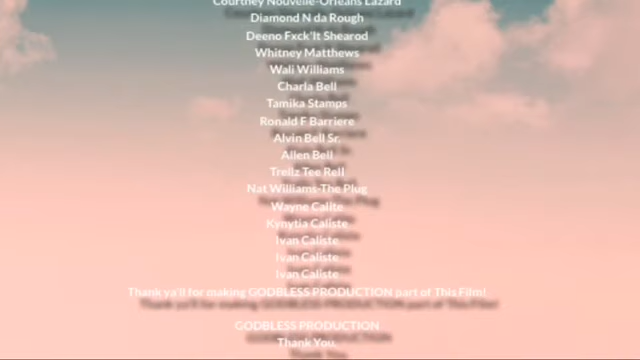 Courtney Nouvelle-Orleans Lazard
Diamond N da Rough
Deeno Fxck'It Shearod
Whitney Matthews
Wali Williams
Charla Bell
Tamika Stamps
Ronald F Barriere
Alvin Bell Sr.
Allen Bell
Trellz Tee Rell
Nat Williams-The Plug
Wayne Calite
Kynytia Caliste
Ivan Caliste
Ivan Caliste
Ivan Caliste
Thank ya'll for making GODBLESS PRODUCTION part of This Film!
GODBLESS PRODUCTION
Thank You.